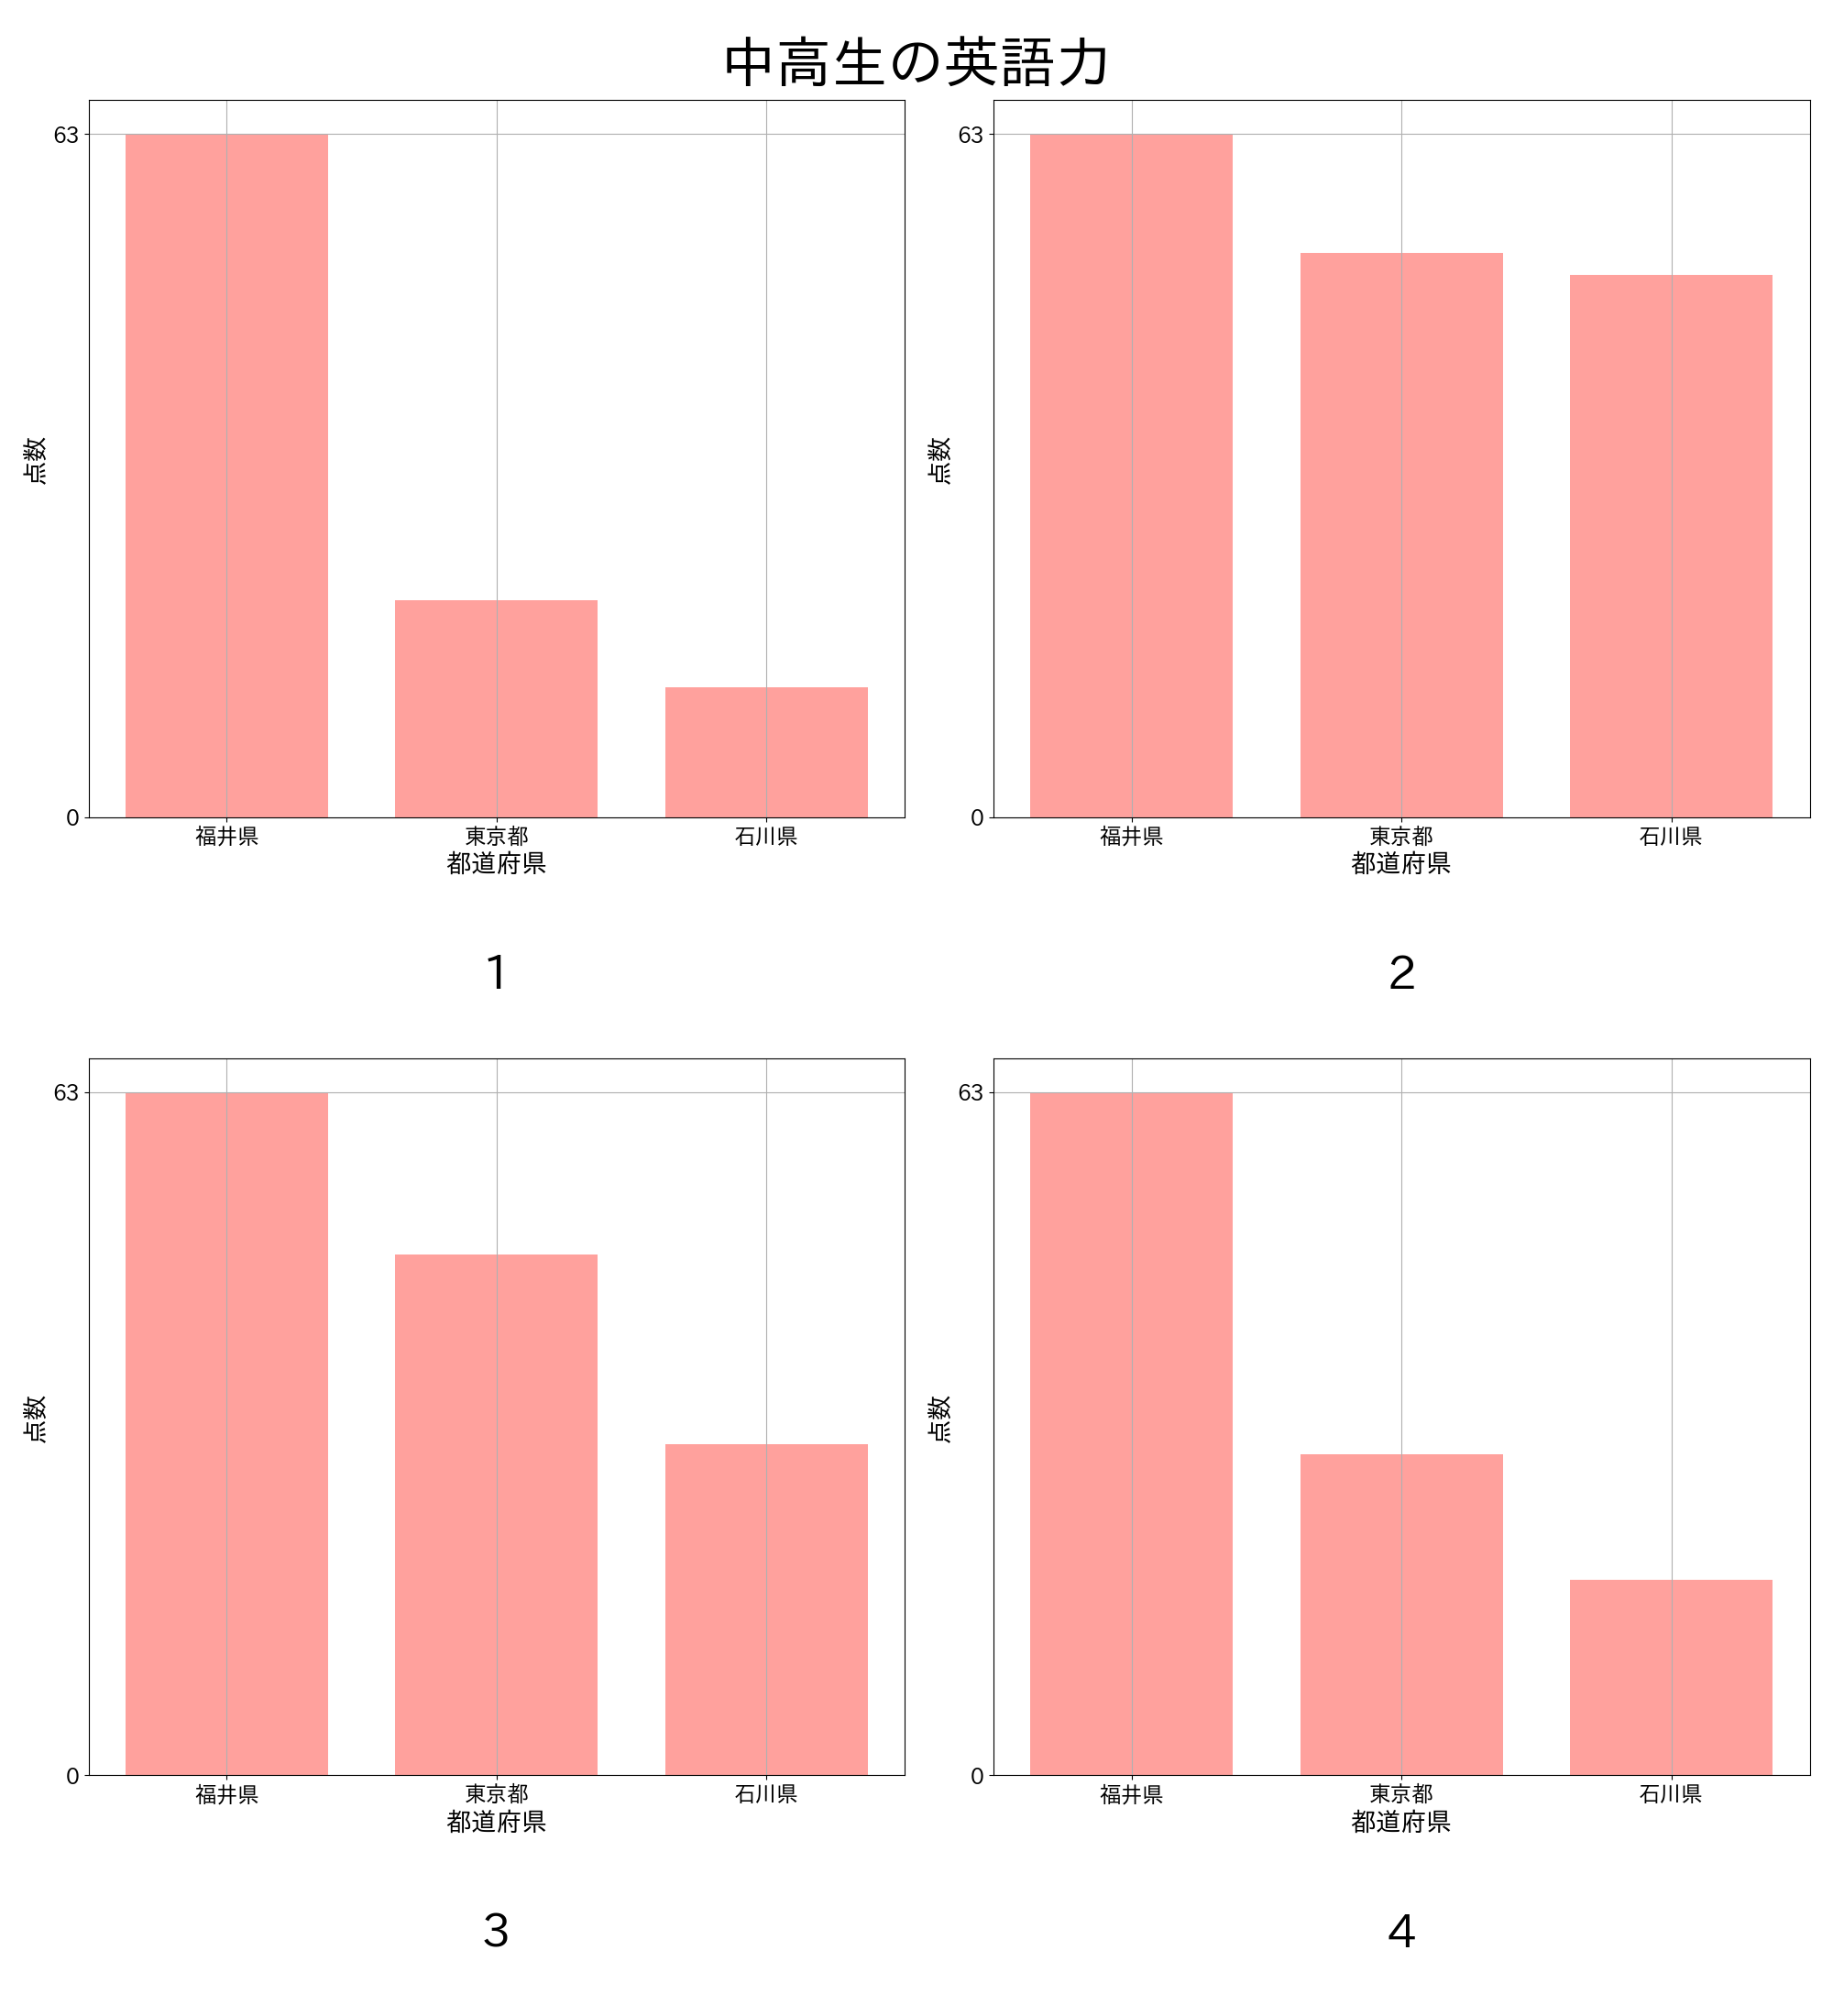 中高生の英語力
63
0
点数
福井県 東京都 石川県
都道府県
1
63
0
点数
福井県 東京都 石川県
都道府県
2
63
0
点数
福井県 東京都 石川県
都道府県
3
63
0
点数
福井県 東京都 石川県
都道府県
4